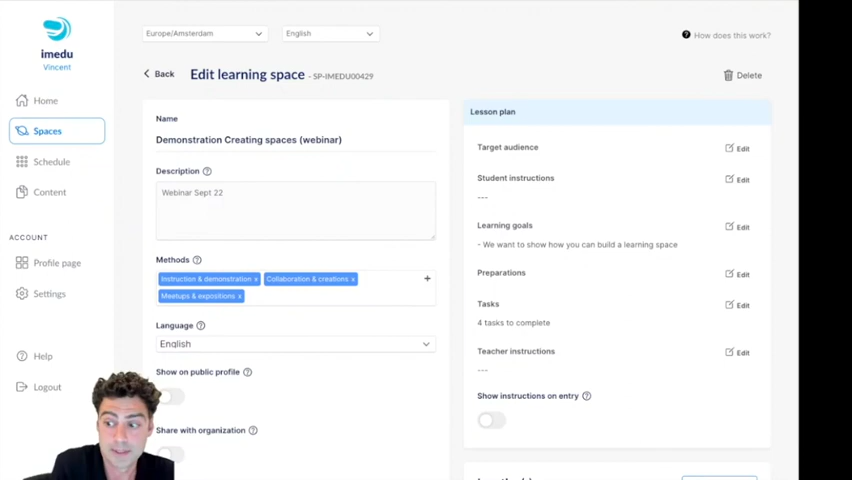 Europe/Amsterdam
English
How does this work?
imedu
Vincent
Back
Edit learning space - SP-IMEDU00429
Delete
Home
Spaces
Schedule
Content
ACCOUNT
Profile page
Settings
Help
Logout
Name
Demonstration Creating spaces (webinar)
Description
Webinar Sept 22
Methods
Instruction & demonstration x Collaboration & creations x
Meetups & expositions x
+
Language
English
Show on public profile
Share with organization
Lesson plan
Target audience
Edit
Student instructions
Edit
---
Learning goals
Edit
- We want to show how you can build a learning space
Preparations
Edit
Tasks
Edit
4 tasks to complete
Teacher instructions
Edit
---
Show instructions on entry